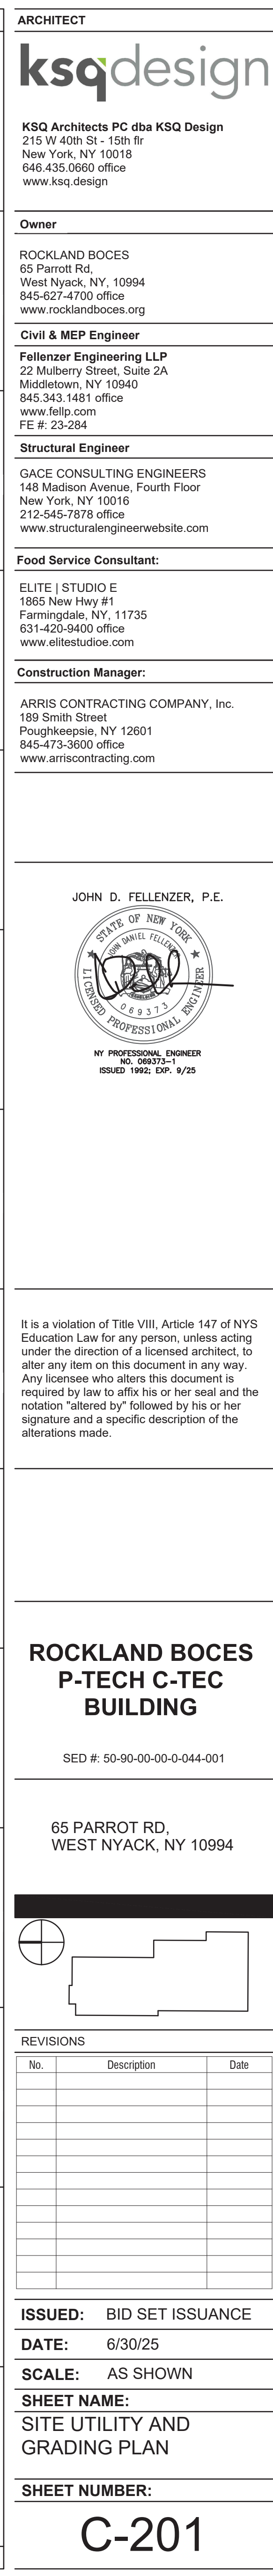 ARCHITECT
ksqdesign
KSQ Architects PC dba KSQ Design
215 W 40th St - 15th flr
New York, NY 10018
646.435.0660 office
www.ksq.design
Owner
ROCKLAND BOCES
65 Parrott Rd,
West Nyack, NY, 10994
845-627-4700 office
www.rocklandboces.org
Civil & MEP Engineer
Fellenzer Engineering LLP
22 Mulberry Street, Suite 2A
Middletown, NY 10940
845.343.1481 office
www.fellp.com
FE #: 23-284
Structural Engineer
GACE CONSULTING ENGINEERS
148 Madison Avenue, Fourth Floor
New York, NY 10016
212-545-7878 office
www.structuralengineerwebsite.com
Food Service Consultant:
ELITE | STUDIO E
1865 New Hwy #1
Farmingdale, NY, 11735
631-420-9400 office
www.elitestudioe.com
Construction Manager:
ARRIS CONTRACTING COMPANY, Inc.
189 Smith Street
Poughkeepsie, NY 12601
845-473-3600 office
www.arriscontracting.com
JOHN D. FELLENZER, P.E.
STATE OF NEW YORK
JOHN DANIEL FELLENZER
069373
LICENSED PROFESSIONAL ENGINEER
NY PROFESSIONAL ENGINEER
NO. 069373-1
ISSUED 1992; EXP. 9/25
It is a violation of Title VIII, Article 147 of NYS
Education Law for any person, unless acting
under the direction of a licensed architect, to
alter any item on this document in any way.
Any licensee who alters this document is
required by law to affix his or her seal and the
notation "altered by" followed by his or her
signature and a specific description of the
alterations made.
ROCKLAND BOCES
P-TECH C-TEC
BUILDING
SED #: 50-90-00-00-0-044-001
65 PARROT RD,
WEST NYACK, NY 10994
REVISIONS
No. Description Date
ISSUED: BID SET ISSUANCE
DATE: 6/30/25
SCALE: AS SHOWN
SHEET NAME:
SITE UTILITY AND
GRADING PLAN
SHEET NUMBER:
C-201